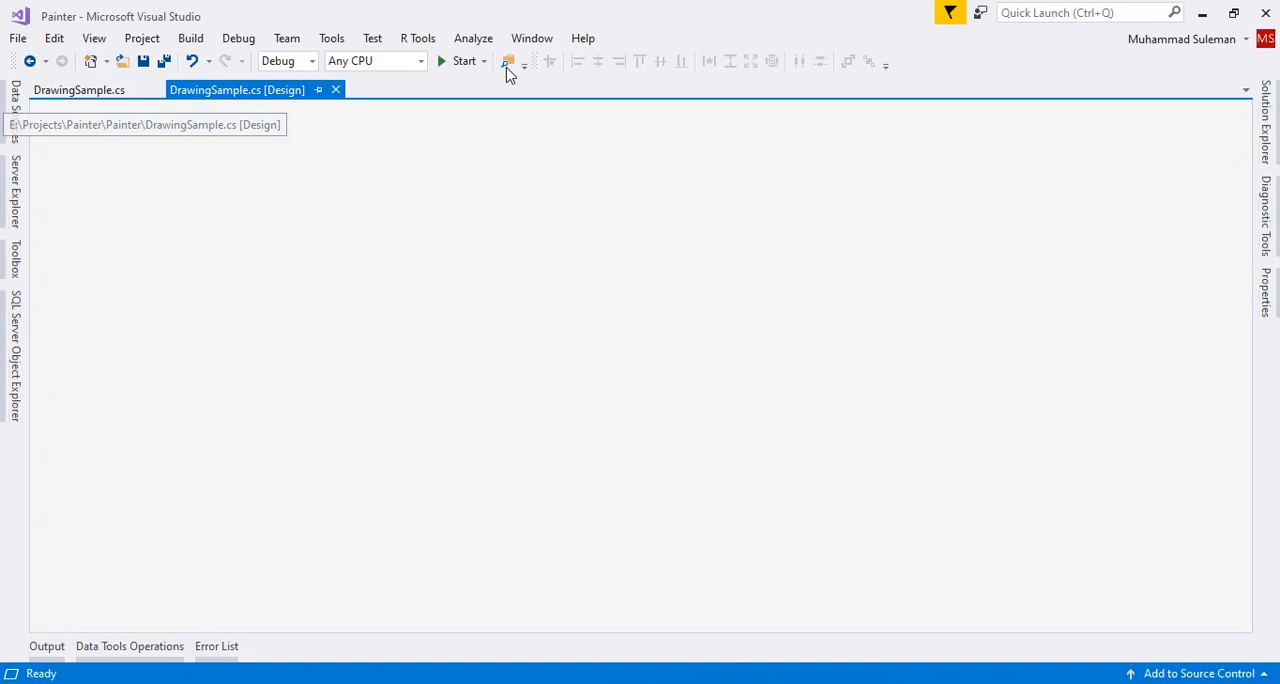 Painter - Microsoft Visual Studio
Quick Launch (Ctrl+Q)
File Edit View Project Build Debug Team Tools Test R Tools Analyze Window Help
Muhammad Suleman MS
Debug Any CPU Start
DrawingSample.cs DrawingSample.cs [Design]
E:\Projects\Painter\Painter\DrawingSample.cs [Design]
Server Explorer
Toolbox
SQL Server Object Explorer
Solution Explorer
Diagnostic Tools
Properties
Output Data Tools Operations Error List
Ready Add to Source Control